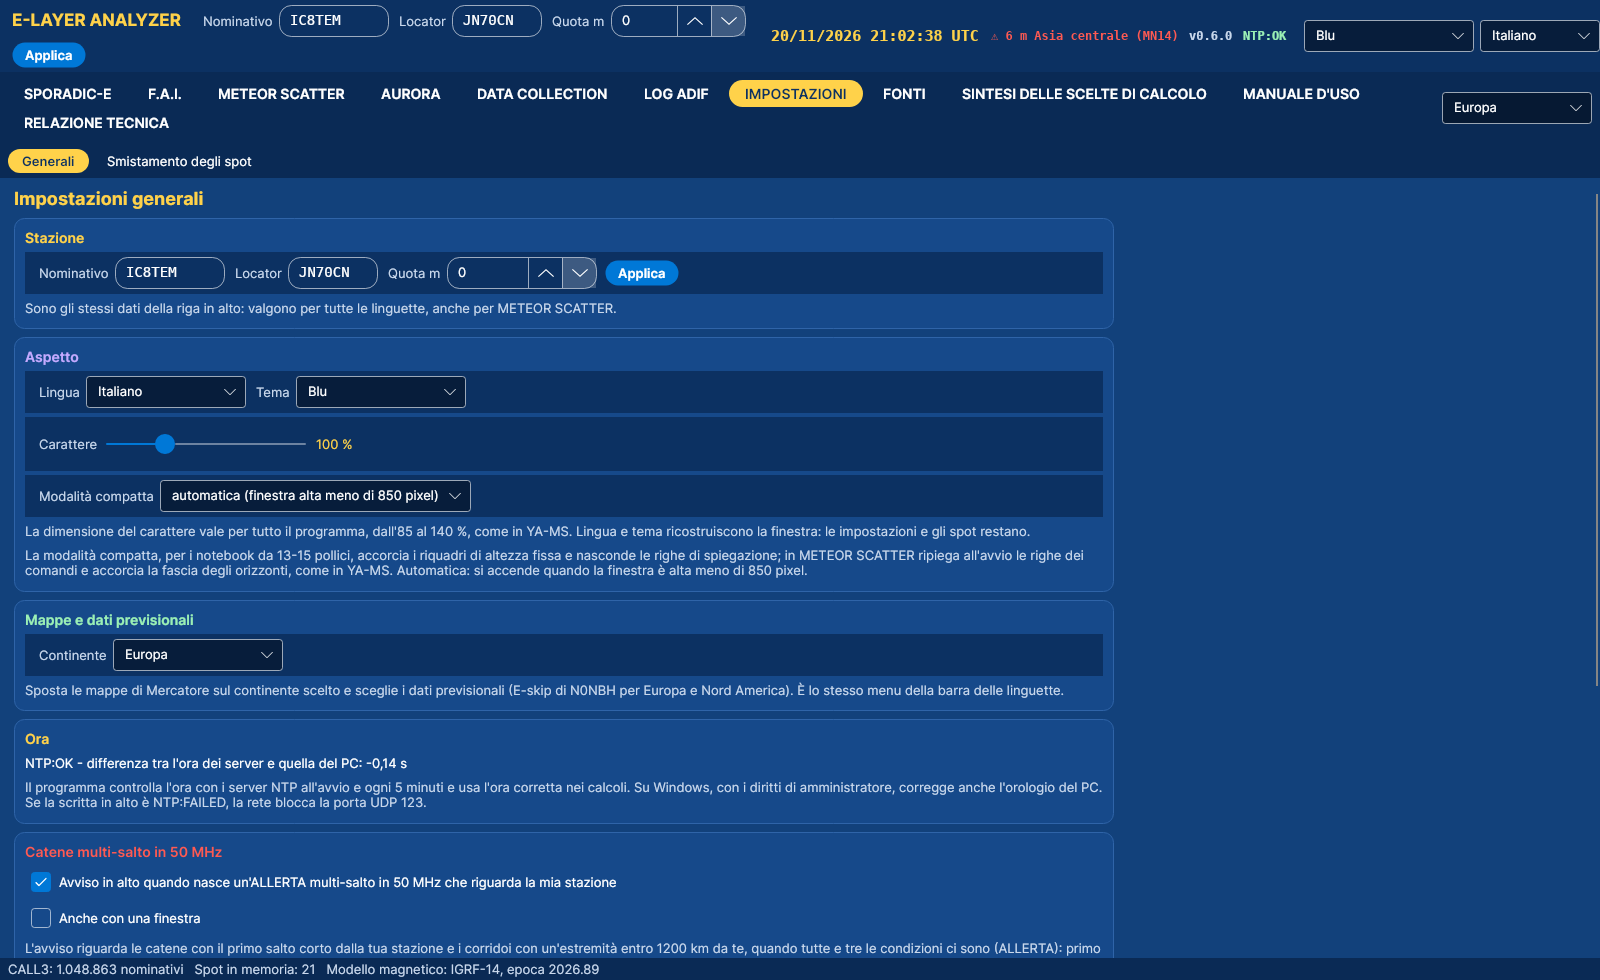 E-LAYER ANALYZER Nominativo IC8TEM Locator JN70CN Quota m 0
Applica
20/11/2026 21:02:38 UTC ⚠ 6 m Asia centrale (MN14) v0.6.0 NTP:OK Blu Italiano
SPORADIC-E F.A.I. METEOR SCATTER AURORA DATA COLLECTION LOG ADIF IMPOSTAZIONI FONTI SINTESI DELLE SCELTE DI CALCOLO MANUALE D'USO
RELAZIONE TECNICA
Europa
Generali Smistamento degli spot
Impostazioni generali
Stazione
Nominativo IC8TEM Locator JN70CN Quota m 0 Applica
Sono gli stessi dati della riga in alto: valgono per tutte le linguette, anche per METEOR SCATTER.
Aspetto
Lingua Italiano Tema Blu
Carattere 100 %
Modalità compatta automatica (finestra alta meno di 850 pixel)
La dimensione del carattere vale per tutto il programma, dall'85 al 140 %, come in YA-MS. Lingua e tema ricostruiscono la finestra: le impostazioni e gli spot restano.
La modalità compatta, per i notebook da 13-15 pollici, accorcia i riquadri di altezza fissa e nasconde le righe di spiegazione; in METEOR SCATTER ripiega all'avvio le righe dei
comandi e accorcia la fascia degli orizzonti, come in YA-MS. Automatica: si accende quando la finestra è alta meno di 850 pixel.
Mappe e dati previsionali
Continente Europa
Sposta le mappe di Mercatore sul continente scelto e sceglie i dati previsionali (E-skip di N0NBH per Europa e Nord America). È lo stesso menu della barra delle linguette.
Ora
NTP:OK - differenza tra l'ora dei server e quella del PC: -0,14 s
Il programma controlla l'ora con i server NTP all'avvio e ogni 5 minuti e usa l'ora corretta nei calcoli. Su Windows, con i diritti di amministratore, corregge anche l'orologio del PC.
Se la scritta in alto è NTP:FAILED, la rete blocca la porta UDP 123.
Catene multi-salto in 50 MHz
Avviso in alto quando nasce un'ALLERTA multi-salto in 50 MHz che riguarda la mia stazione
Anche con una finestra
L'avviso riguarda le catene con il primo salto corto dalla tua stazione e i corridoi con un'estremità entro 1200 km da te, quando tutte e tre le condizioni ci sono (ALLERTA): primo
CALL3: 1.048.863 nominativi Spot in memoria: 21 Modello magnetico: IGRF-14, epoca 2026.89